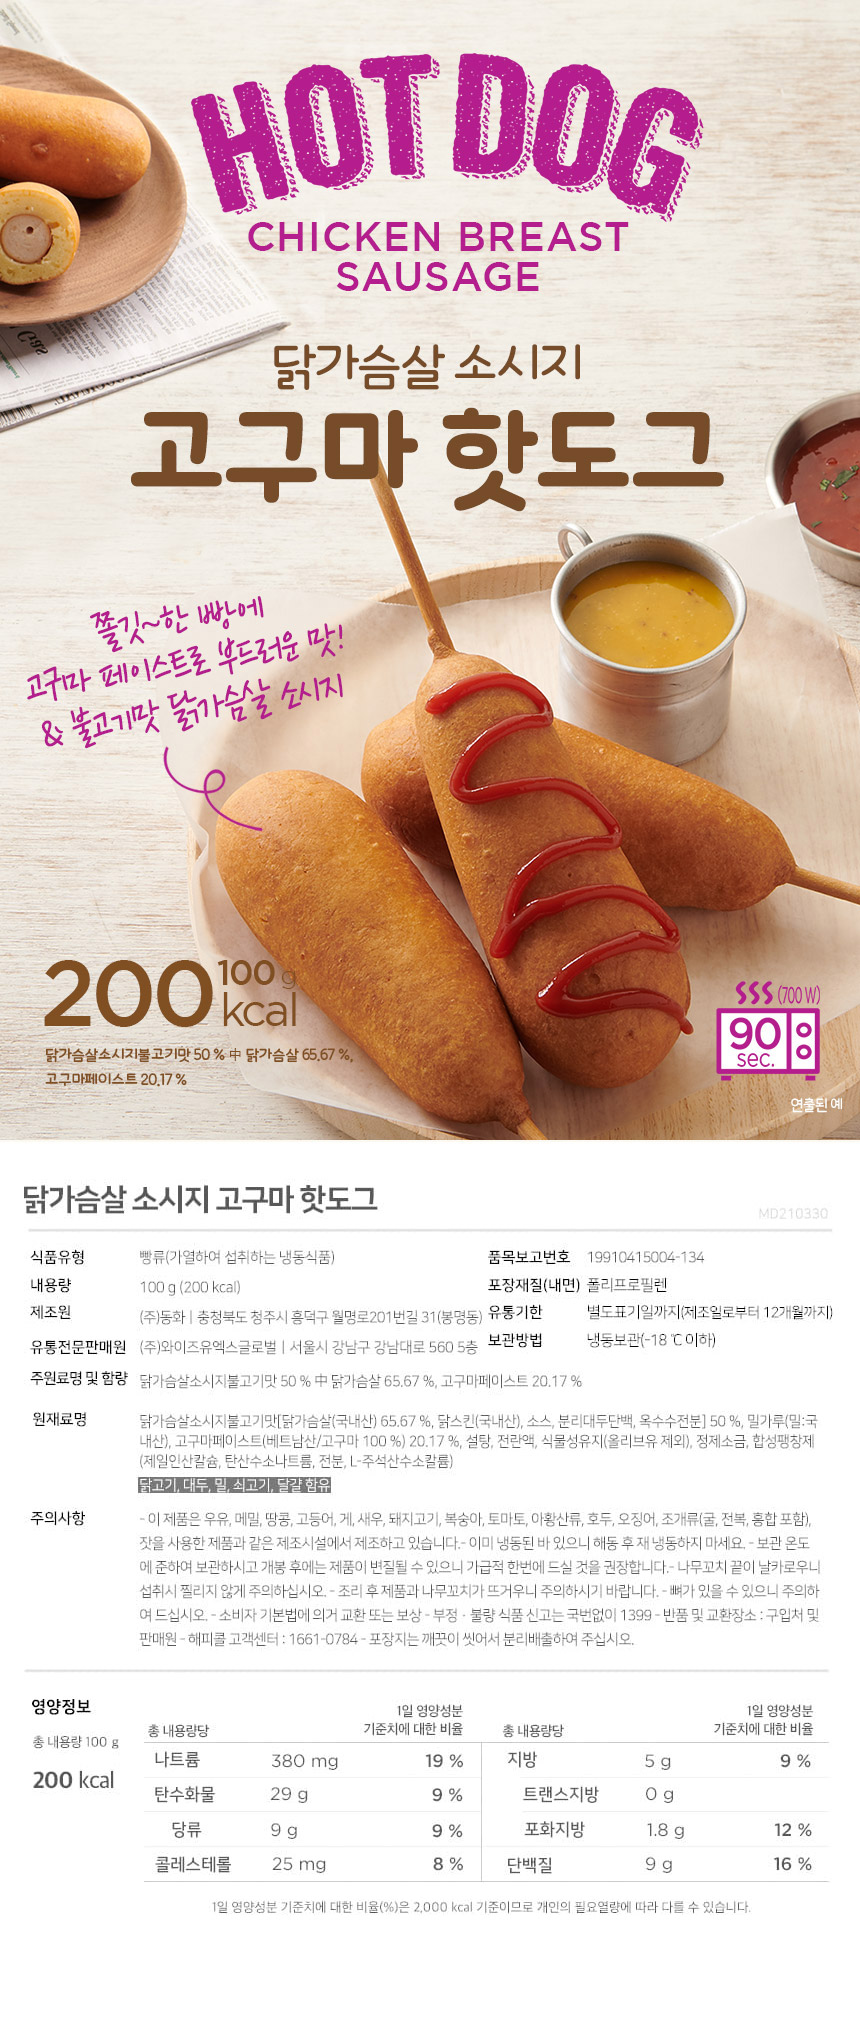 HOT DOG
CHICKEN BREAST
SAUSAGE
닭가슴살 소시지
고구마 핫도그
쫄깃~한 빵에
고구마 페이스트로 부드러운 맛!
& 불고기맛 닭가슴살 소시지
200 100 g
kcal
닭가슴살소시지불고기맛 50 % 中 닭가슴살 65.67 %,
고구마페이스트 20.17 %
(700 W)
90
sec.
연출된 예
닭가슴살 소시지 고구마 핫도그
MD210330
식품유형 빵류(가열하여 섭취하는 냉동식품) 품목보고번호 19910415004-134
내용량 100 g (200 kcal) 포장재질(내면) 폴리프로필렌
제조원 (주)동화 | 충청북도 청주시 흥덕구 월명로201번길 31(봉명동) 유통기한 별도표기일까지(제조일로부터 12개월까지)
유통전문판매원 (주)와이즈유엑스글로벌 | 서울시 강남구 강남대로 560 5층 보관방법 냉동보관(-18 ℃ 이하)
주원료명 및 함량 닭가슴살소시지불고기맛 50 % 中 닭가슴살 65.67 %, 고구마페이스트 20.17 %
원재료명 닭가슴살소시지불고기맛[닭가슴살(국내산) 65.67 %, 닭스킨(국내산), 소스, 분리대두단백, 옥수수전분] 50 %, 밀가루(밀:국
내산), 고구마페이스트(베트남산/고구마 100 %) 20.17 %, 설탕, 전란액, 식물성유지(올리브유 제외), 정제소금, 합성팽창제
(제일인산칼슘, 탄산수소나트륨, 전분, L-주석산수소칼륨)
닭고기, 대두, 밀, 쇠고기, 달걀 함유
주의사항 - 이 제품은 우유, 메밀, 땅콩, 고등어, 게, 새우, 돼지고기, 복숭아, 토마토, 아황산류, 호두, 오징어, 조개류(굴, 전복, 홍합 포함),
잣을 사용한 제품과 같은 제조시설에서 제조하고 있습니다.- 이미 냉동된 바 있으니 해동 후 재 냉동하지 마세요. - 보관 온도
에 준하여 보관하시고 개봉 후에는 제품이 변질될 수 있으니 가급적 한번에 드실 것을 권장합니다.- 나무꼬치 끝이 날카로우니
섭취시 찔리지 않게 주의하십시오. - 조리 후 제품과 나무꼬치가 뜨거우니 주의하시기 바랍니다. - 뼈가 있을 수 있으니 주의하
여 드십시오. - 소비자 기본법에 의거 교환 또는 보상 - 부정 · 불량 식품 신고는 국번없이 1399 - 반품 및 교환장소 : 구입처 및
판매원 - 해피콜 고객센터 : 1661-0784 - 포장지는 깨끗이 씻어서 분리배출하여 주십시오.
영양정보
총 내용량 100 g
200 kcal
총 내용량당 1일 영양성분
기준치에 대한 비율
총 내용량당 1일 영양성분
기준치에 대한 비율
나트륨 380 mg 19 % 지방 5 g 9 %
탄수화물 29 g 9 % 트랜스지방 0 g
당류 9 g 9 % 포화지방 1.8 g 12 %
콜레스테롤 25 mg 8 % 단백질 9 g 16 %
1일 영양성분 기준치에 대한 비율(%)은 2,000 kcal 기준이므로 개인의 필요열량에 따라 다를 수 있습니다.